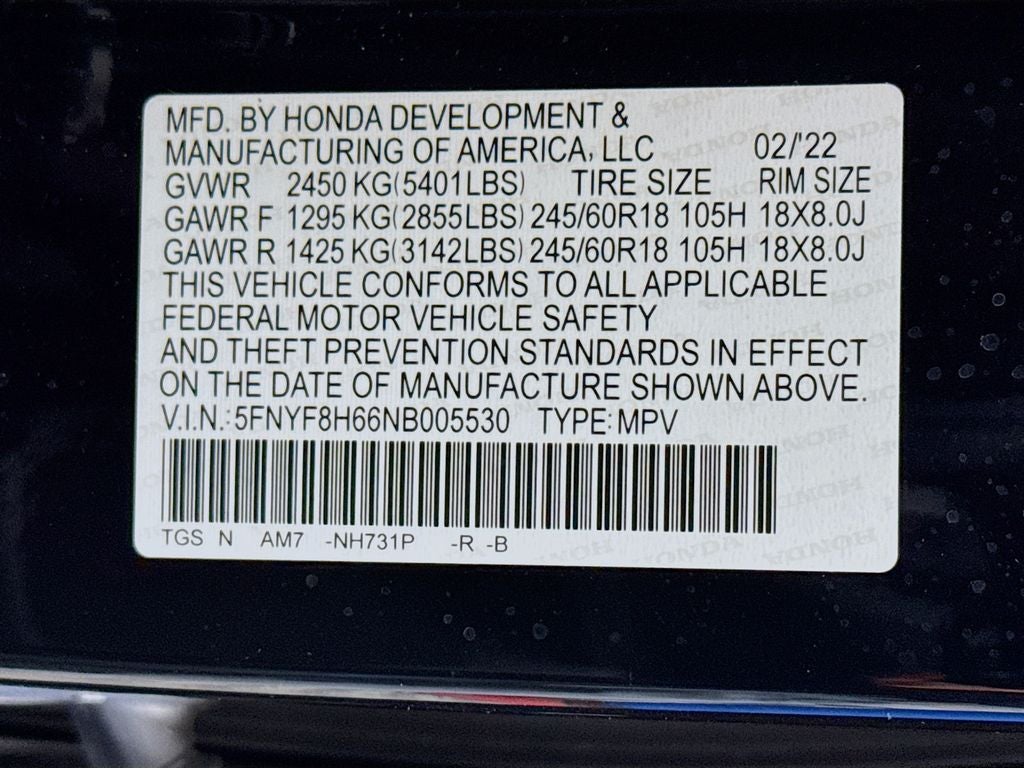 MFD. BY HONDA DEVELOPMENT &
MANUFACTURING OF AMERICA, LLC 02/'22
GVWR 2450 KG(5401LBS) TIRE SIZE RIM SIZE
GAWR F 1295 KG(2855LBS) 245/60R18 105H 18X8.0J
GAWR R 1425 KG(3142LBS) 245/60R18 105H 18X8.0J
THIS VEHICLE CONFORMS TO ALL APPLICABLE
FEDERAL MOTOR VEHICLE SAFETY
AND THEFT PREVENTION STANDARDS IN EFFECT
ON THE DATE OF MANUFACTURE SHOWN ABOVE.
V.I.N.: 5FNYF8H66NB005530 TYPE: MPV
TGS N AM7 -NH731P -R -B